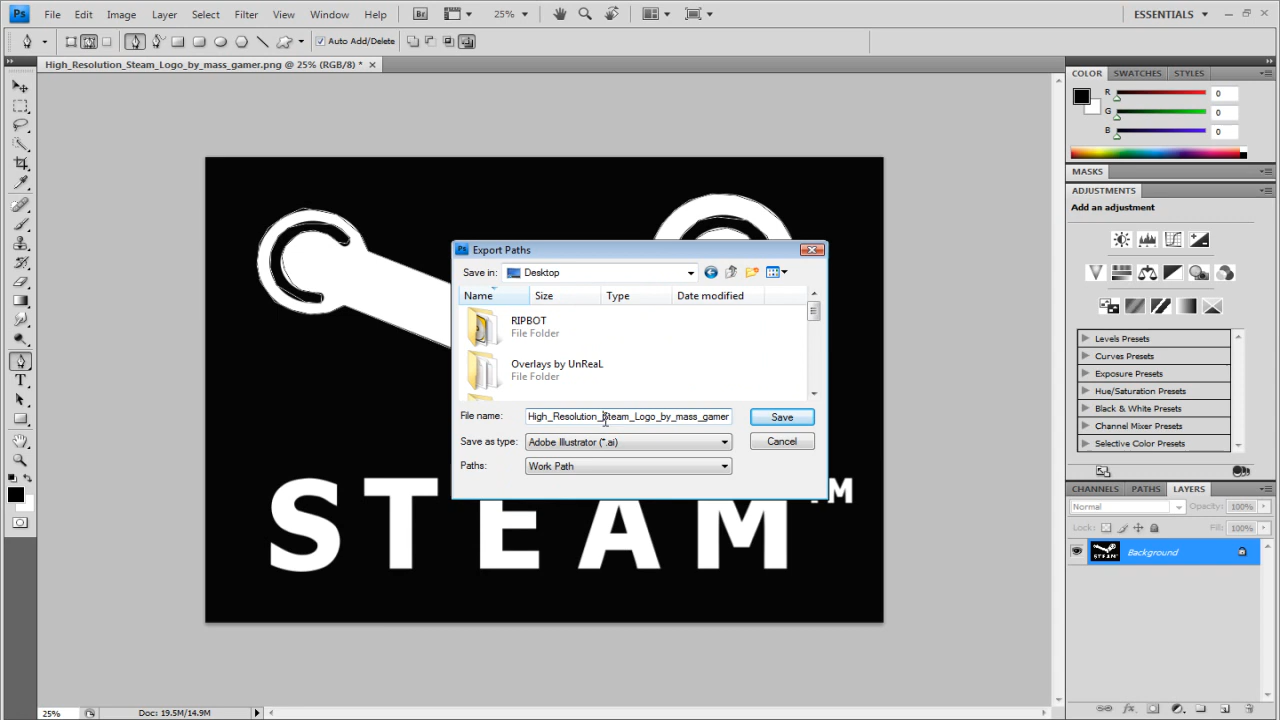 Ps File Edit Image Layer Select Filter View Window Help Br 25% ESSENTIALS
Auto Add/Delete
High_Resolution_Steam_Logo_by_mass_gamer.png @ 25% (RGB/8) *
COLOR SWATCHES STYLES
R 0
G 0
B 0
MASKS
ADJUSTMENTS
Add an adjustment
Levels Presets
Curves Presets
Exposure Presets
Hue/Saturation Presets
Black & White Presets
Channel Mixer Presets
Selective Color Presets
CHANNELS PATHS LAYERS
Normal Opacity: 100%
Lock: Fill: 100%
Background
Ps Export Paths
Save in: Desktop
Name Size Type Date modified
RIPBOT
File Folder
Overlays by UnReaL
File Folder
File name: High_Resolution_Steam_Logo_by_mass_gamer Save
Save as type: Adobe Illustrator (*.ai) Cancel
Paths: Work Path
STEAM™
T
25% Doc: 19.5M/14.9M